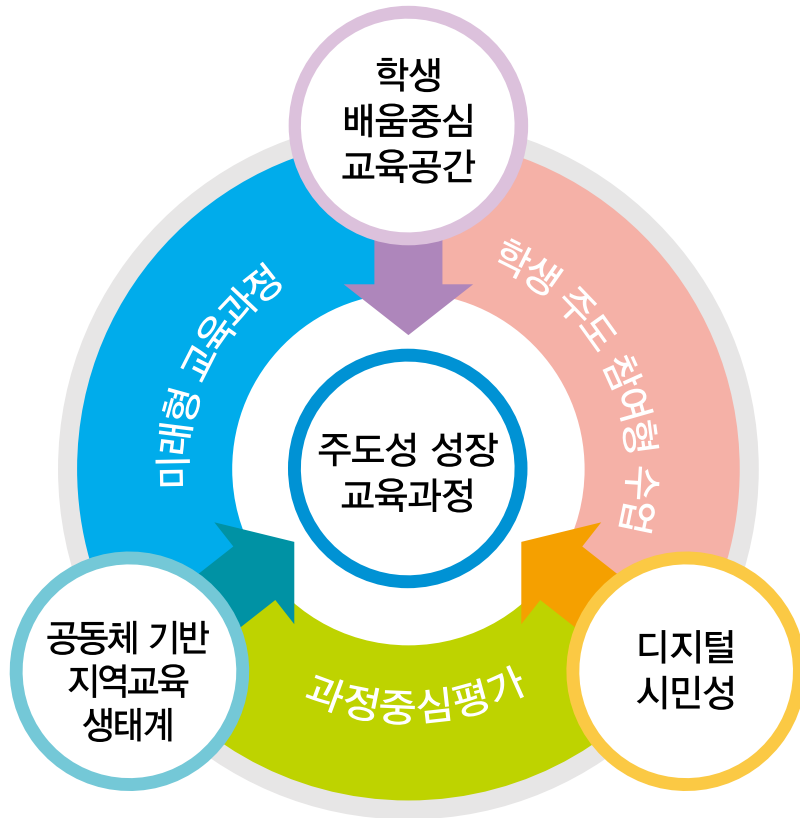 학생
배움중심
교육공간
미래형 교육과정
학생 주도 참여형 수업
주도성 성장
교육과정
공동체 기반
지역교육
생태계
과정중심평가
디지털
시민성